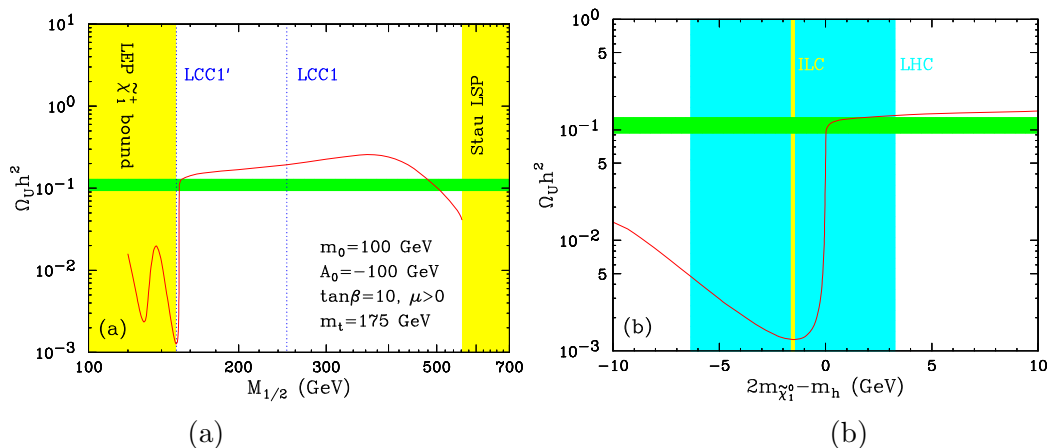 10¹
10⁰
10⁻¹
10⁻²
10⁻³
Ω_U h²
LEP χ̃₁⁺ bound
LCC1'
LCC1
Stau LSP
m₀=100 GeV
A₀=−100 GeV
tanβ=10, μ>0
m_t=175 GeV
(a)
100
200
300
400
500
700
M₁/₂ (GeV)
(a)
10⁰
5
10⁻¹
5
10⁻²
5
10⁻³
Ω_U h²
ILC
LHC
(b)
−10
−5
0
5
10
2m_χ̃₁⁰−m_h (GeV)
(b)